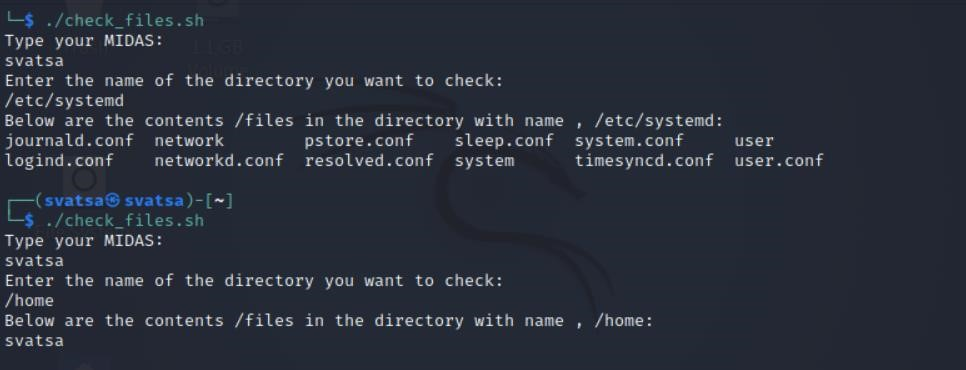 └─$ ./check_files.sh
Type your MIDAS:
svatsa
Enter the name of the directory you want to check:
/etc/systemd
Below are the contents /files in the directory with name , /etc/systemd:
journald.conf  network        pstore.conf    sleep.conf  system.conf     user
logind.conf    networkd.conf  resolved.conf  system      timesyncd.conf  user.conf
┌──(svatsa㉿svatsa)-[~]
└─$ ./check_files.sh
Type your MIDAS:
svatsa
Enter the name of the directory you want to check:
/home
Below are the contents /files in the directory with name , /home:
svatsa